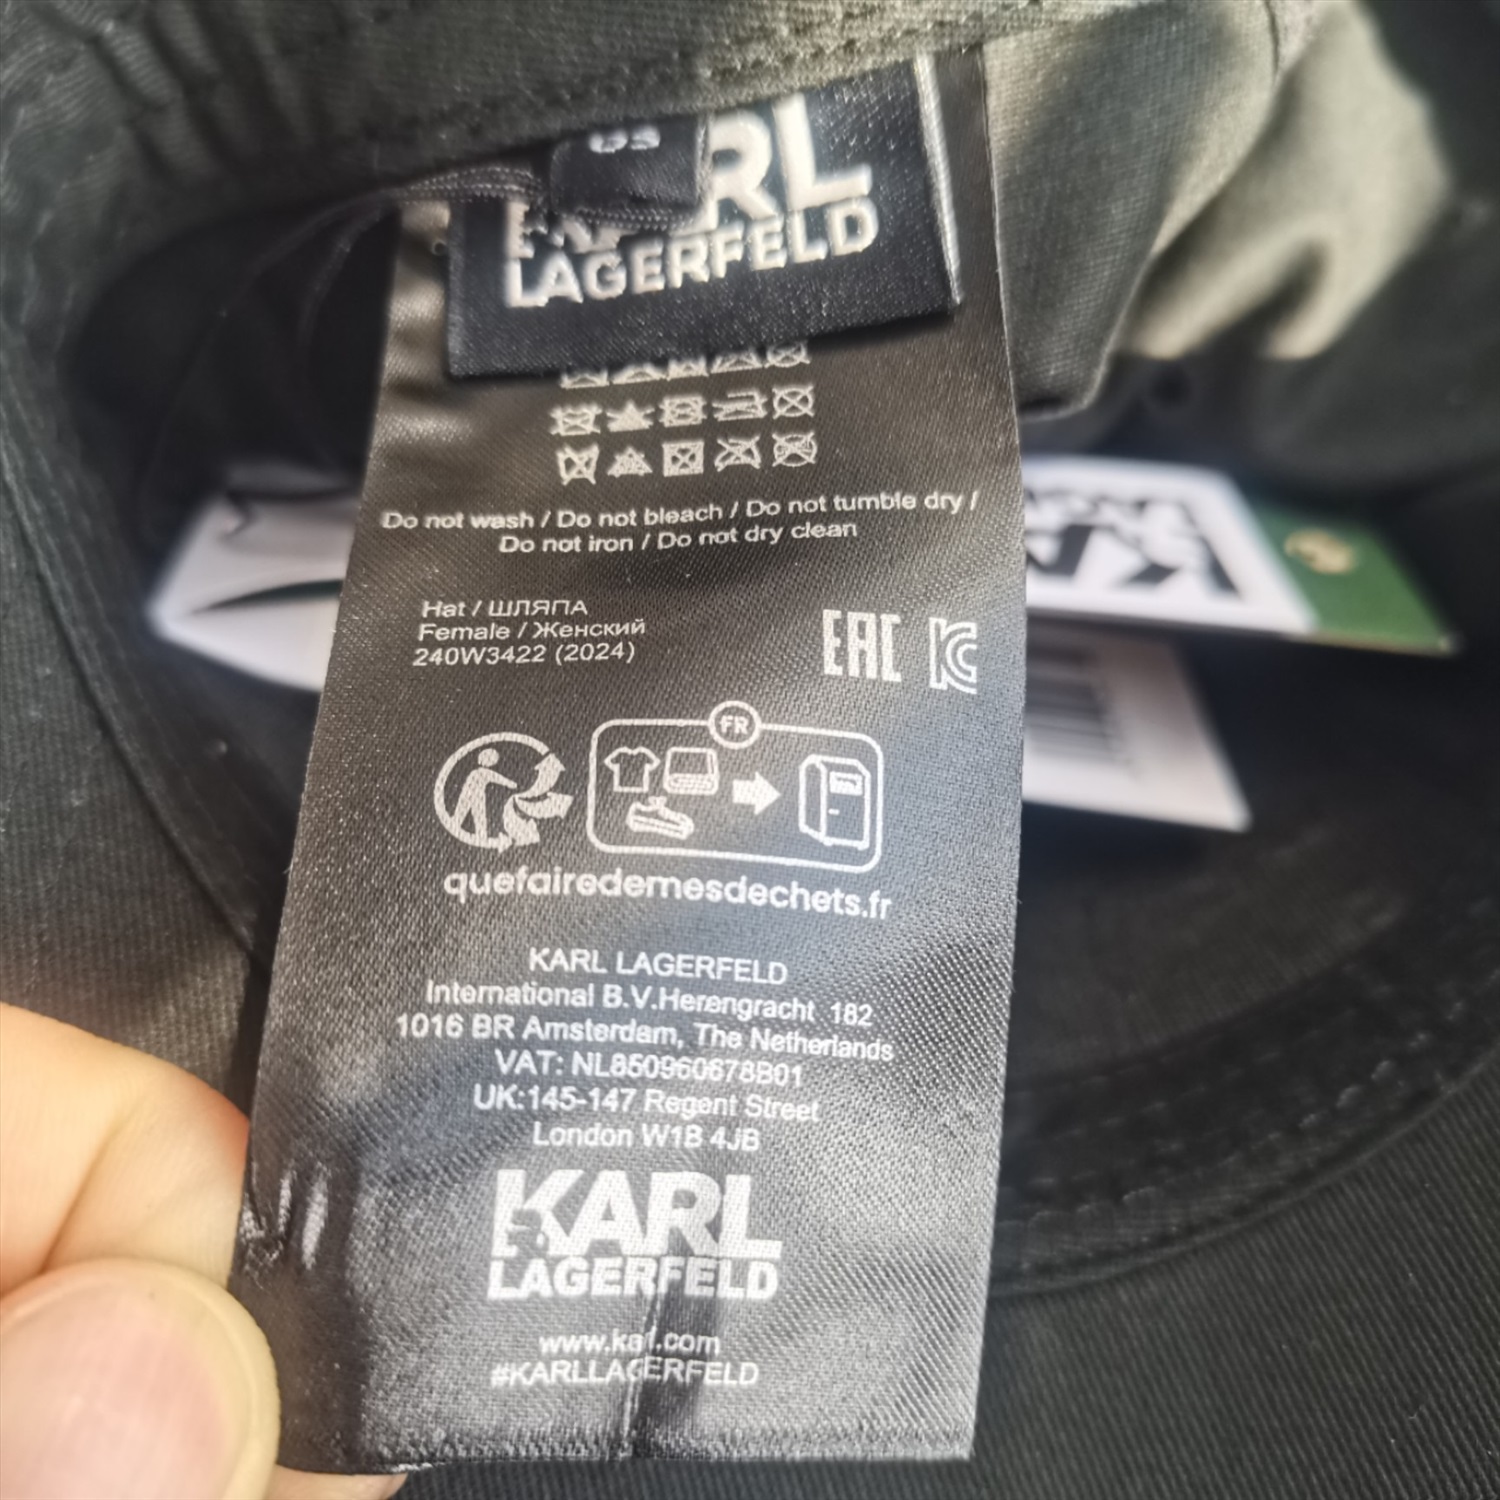 RL
LAGERFELD
Do not wash / Do not bleach / Do not tumble dry /
Do not iron / Do not dry clean
Hat / ШЛЯПА
Female / Женский
240W3422 (2024)
EAC
FR
quefairedemesdechets.fr
KARL LAGERFELD
International B.V.Herengracht 182
1016 BR Amsterdam, The Netherlands
VAT: NL850960678B01
UK:145-147 Regent Street
London W1B 4JB
KARL
LAGERFELD
www.karl.com
#KARLLAGERFELD